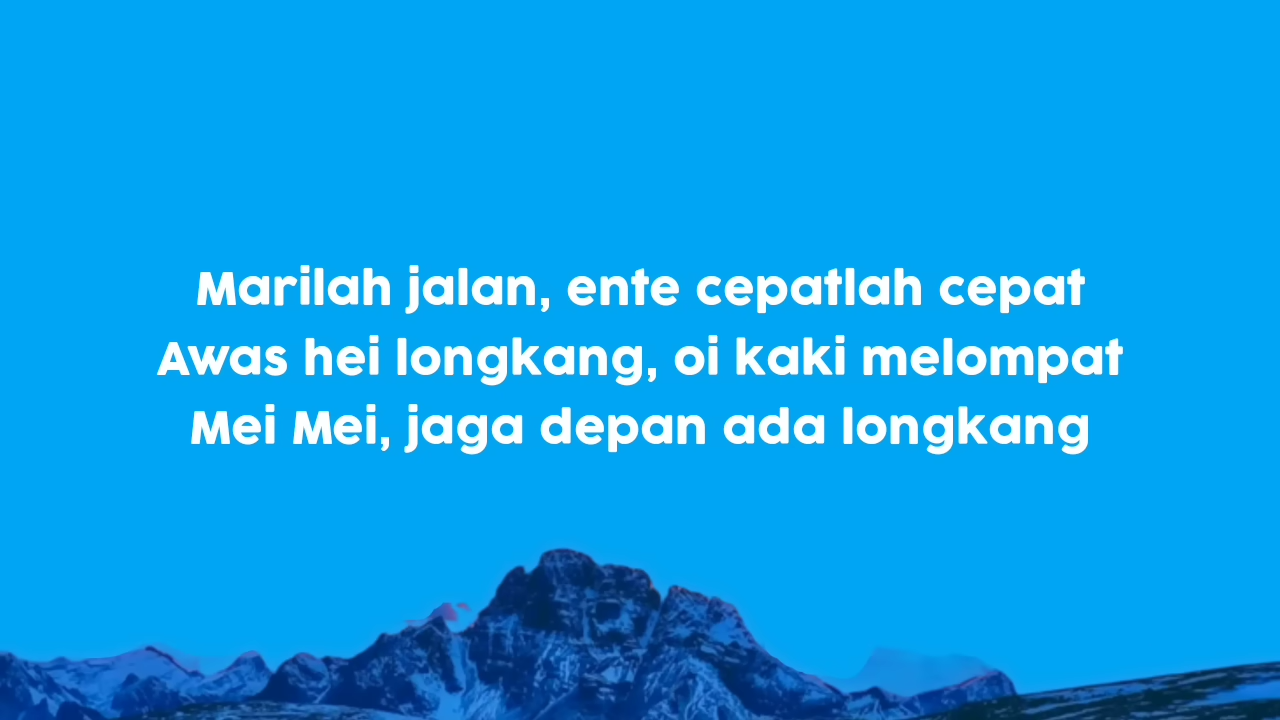 Marilah jalan, ente cepatlah cepat
Awas hei longkang, oi kaki melompat
Mei Mei, jaga depan ada longkang